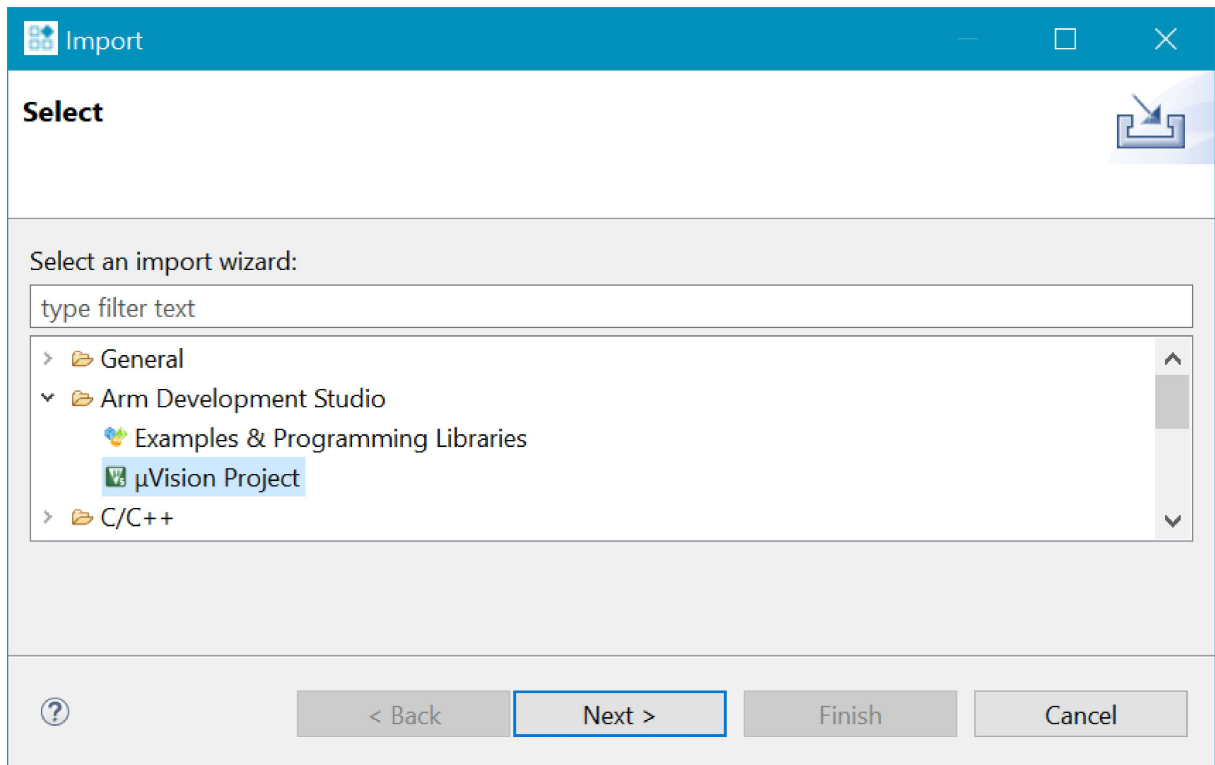 Import
Select
Select an import wizard:
type filter text
General
Arm Development Studio
Examples & Programming Libraries
µVision Project
C/C++
< Back Next > Finish Cancel